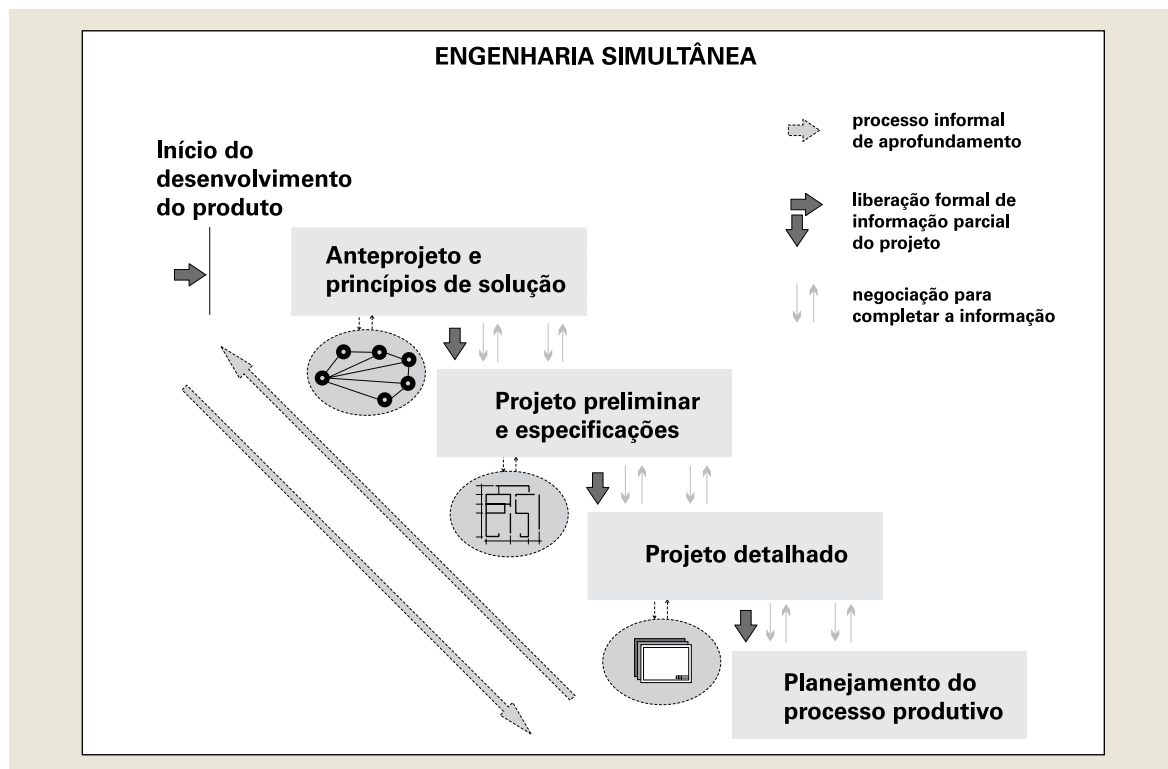 ENGENHARIA SIMULTÂNEA
processo informal
de aprofundamento
Início do
desenvolvimento
do produto
liberação formal de
informação parcial
do projeto
Anteprojeto e
princípios de solução
negociação para
completar a informação
Projeto preliminar
e especificações
Projeto detalhado
Planejamento do
processo produtivo